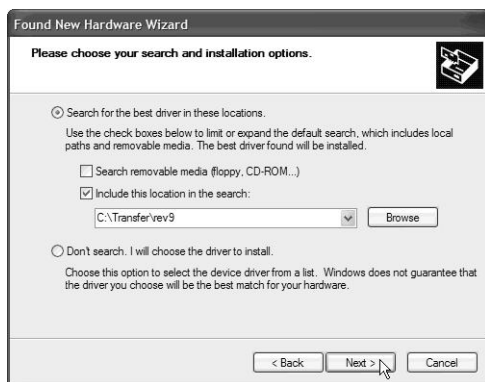 Found New Hardware Wizard
Please choose your search and installation options.
Search for the best driver in these locations.
Use the check boxes below to limit or expand the default search, which includes local
paths and removable media. The best driver found will be installed.
Search removable media (floppy, CD-ROM...)
Include this location in the search:
C:\Transfer\rev9
Browse
Don't search. I will choose the driver to install.
Choose this option to select the device driver from a list. Windows does not guarantee that
the driver you choose will be the best match for your hardware.
< Back
Next >
Cancel